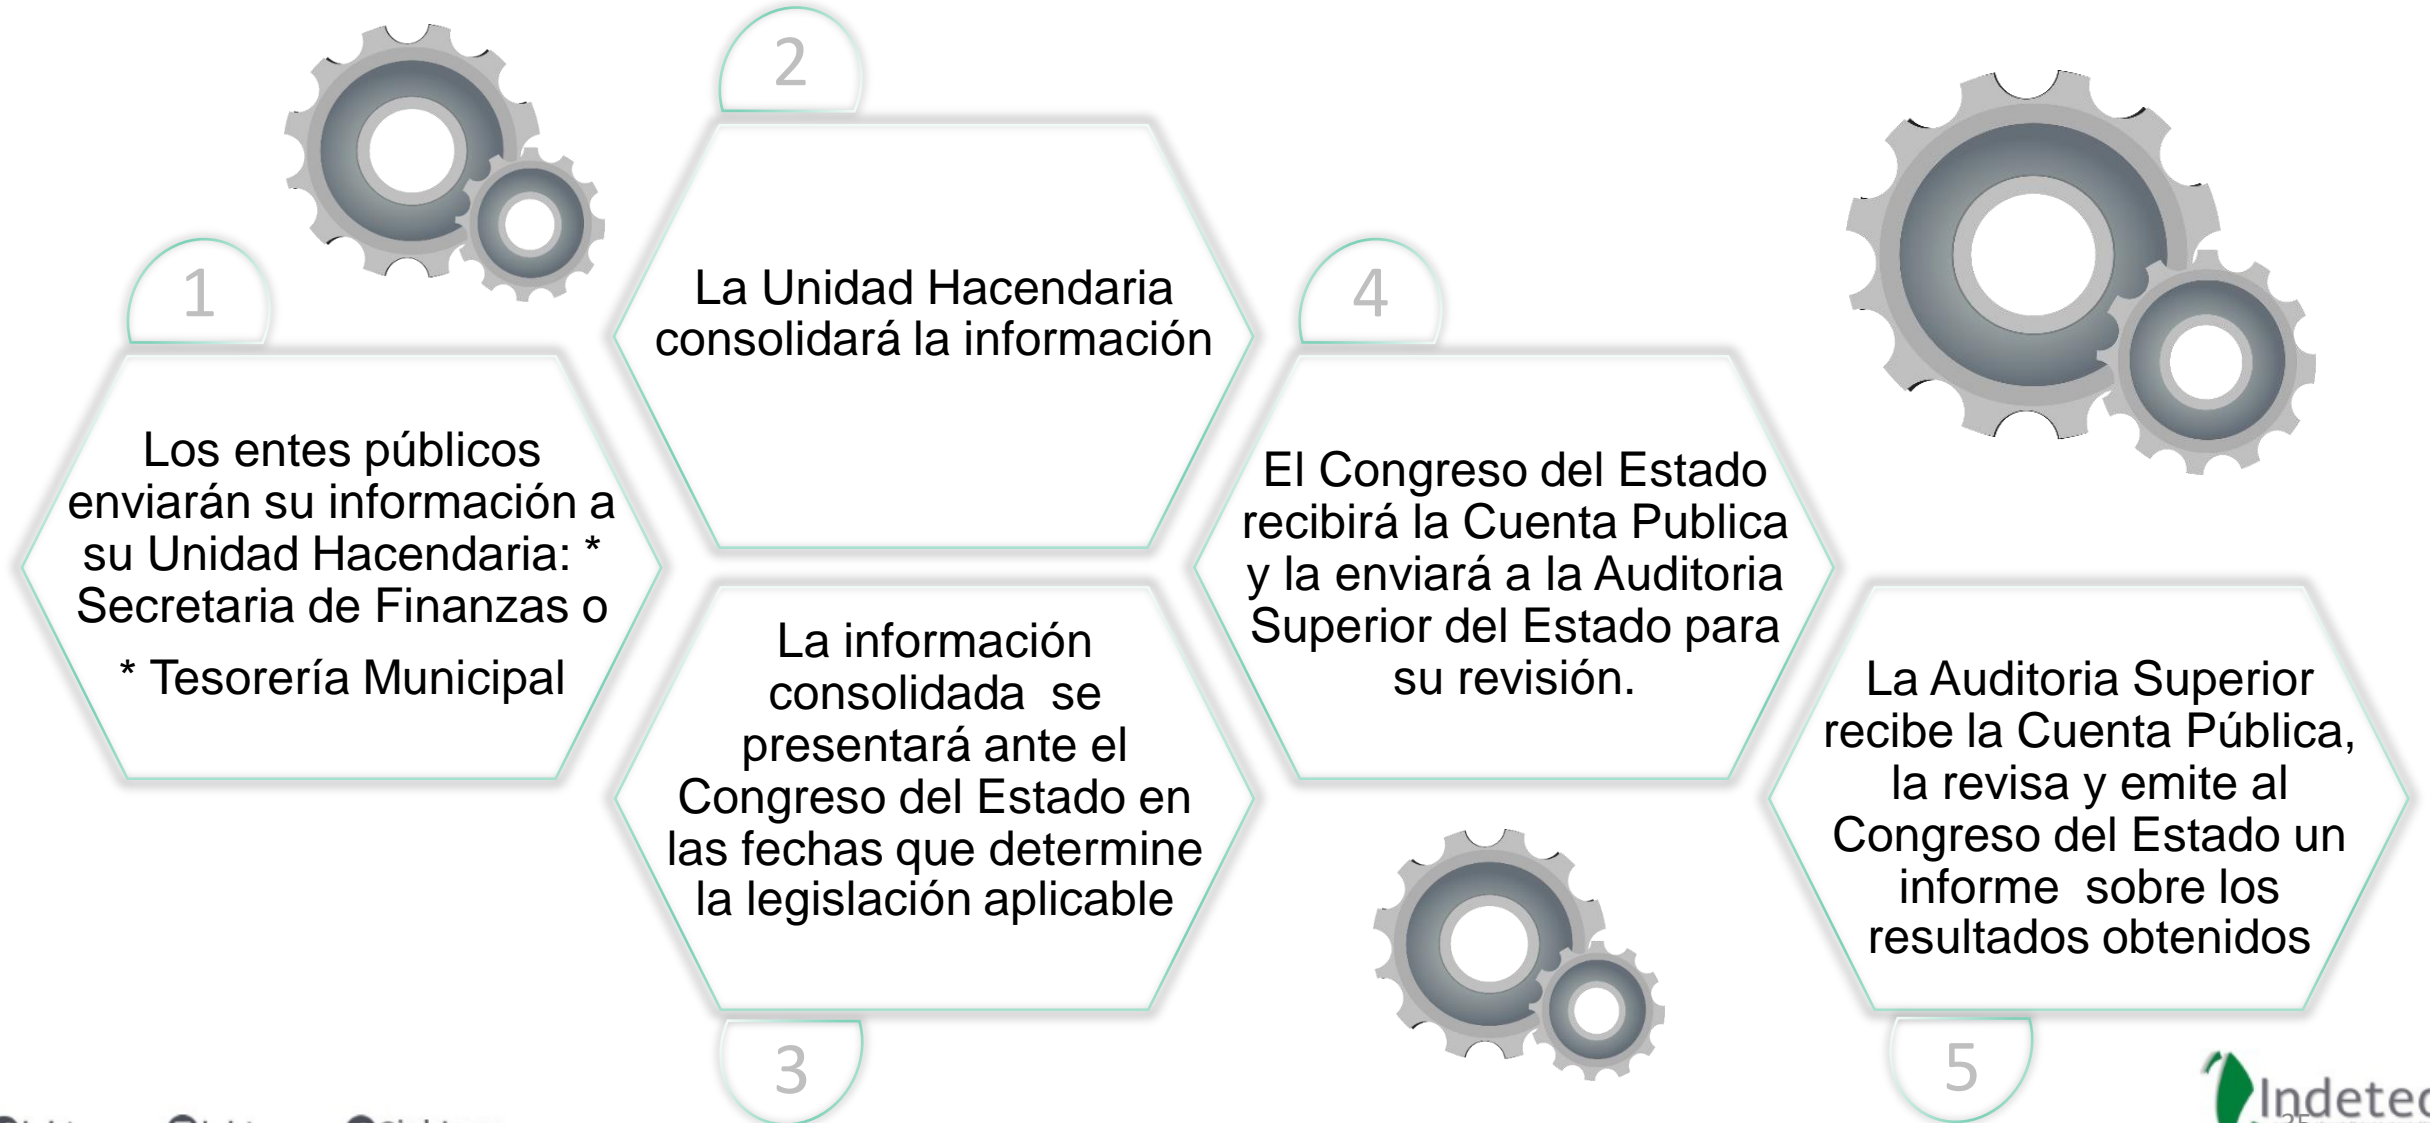 1
Los entes públicos
enviarán su información a
su Unidad Hacendaria: *
Secretaria de Finanzas o
* Tesorería Municipal
2
La Unidad Hacendaria
consolidará la información
La información
consolidada  se
presentará ante el
Congreso del Estado en
las fechas que determine
la legislación aplicable
3
4
El Congreso del Estado
recibirá la Cuenta Publica
y la enviará a la Auditoria
Superior del Estado para
su revisión.
La Auditoria Superior
recibe la Cuenta Pública,
la revisa y emite al
Congreso del Estado un
informe  sobre los
resultados obtenidos
5
Indetec